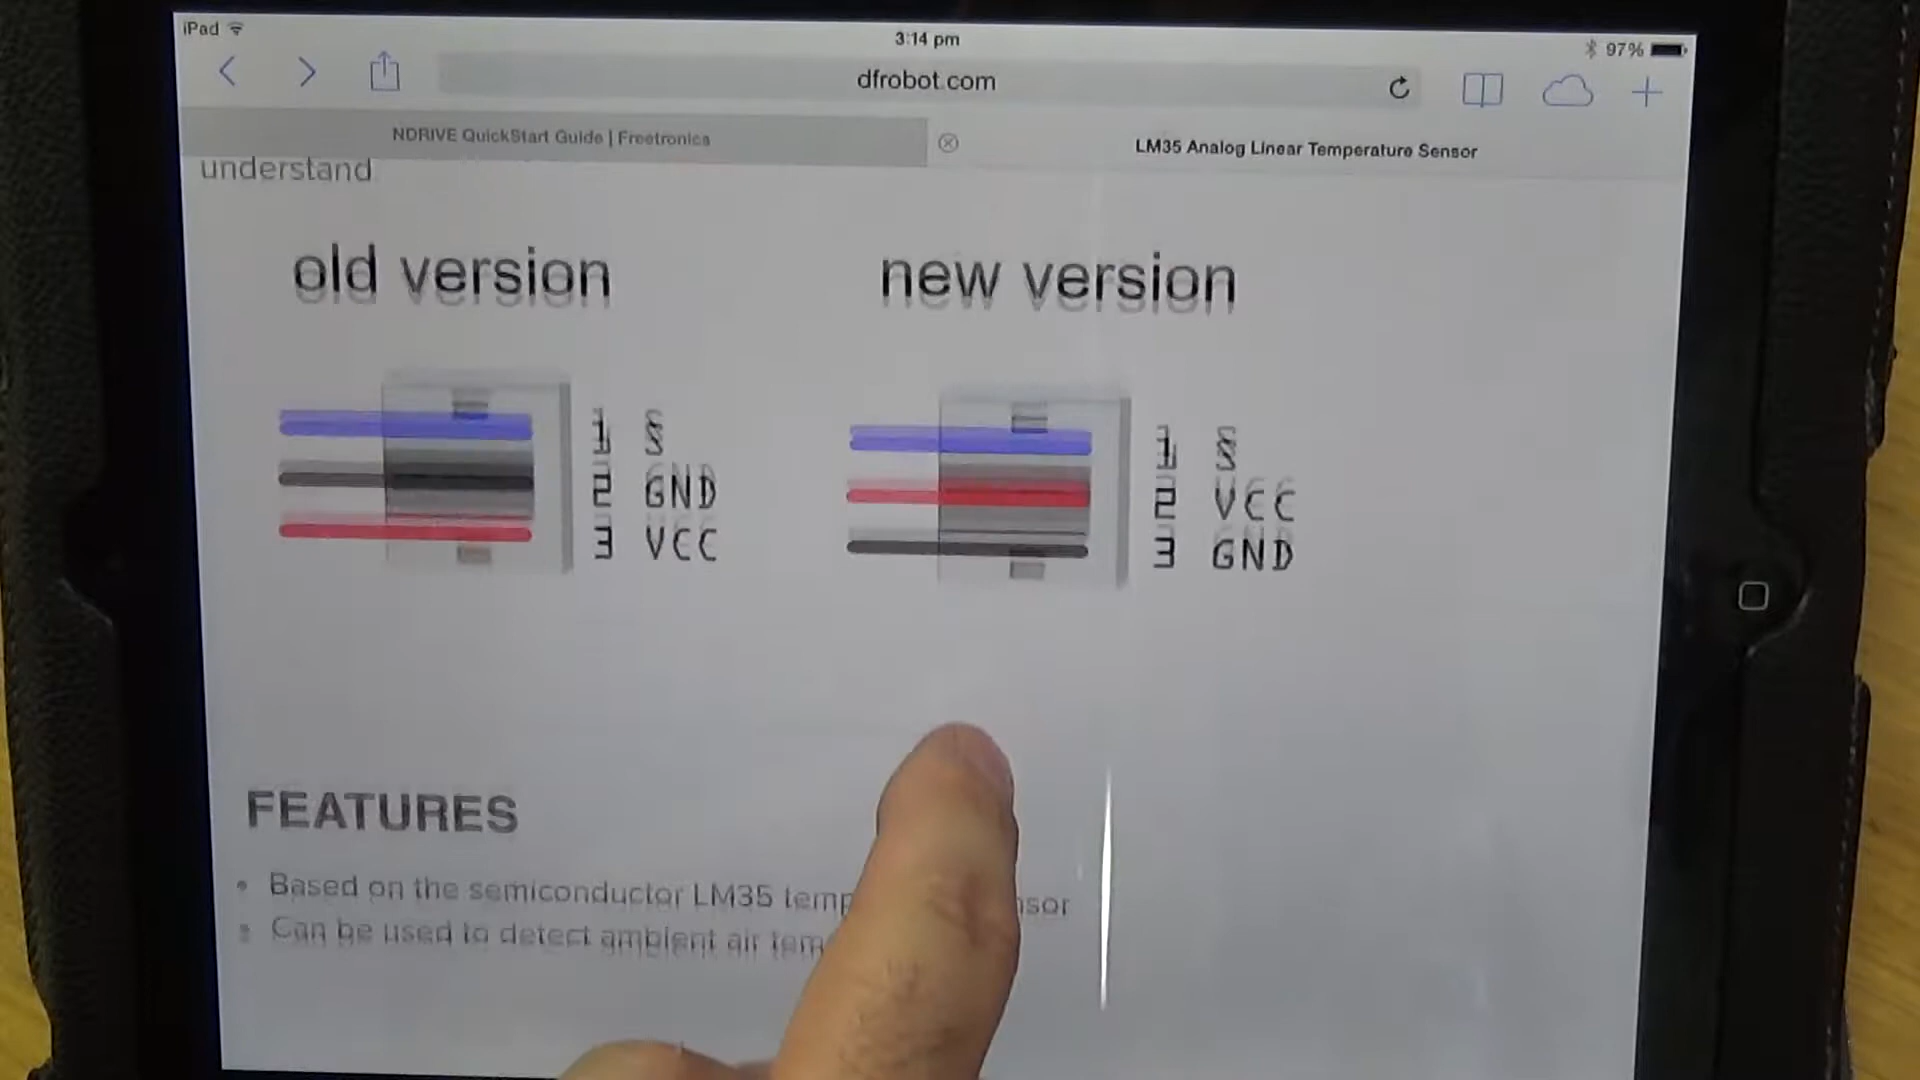 iPad
3:14 pm
97%
dfrobot.com
NDRIVE QuickStart Guide | Freetronics
LM35 Analog Linear Temperature Sensor
understand
old version
new version
1 S
2 GND
3 VCC
1 S
2 VCC
3 GND
FEATURES
Based on the semiconductor LM35
Can be used to detect ambient air